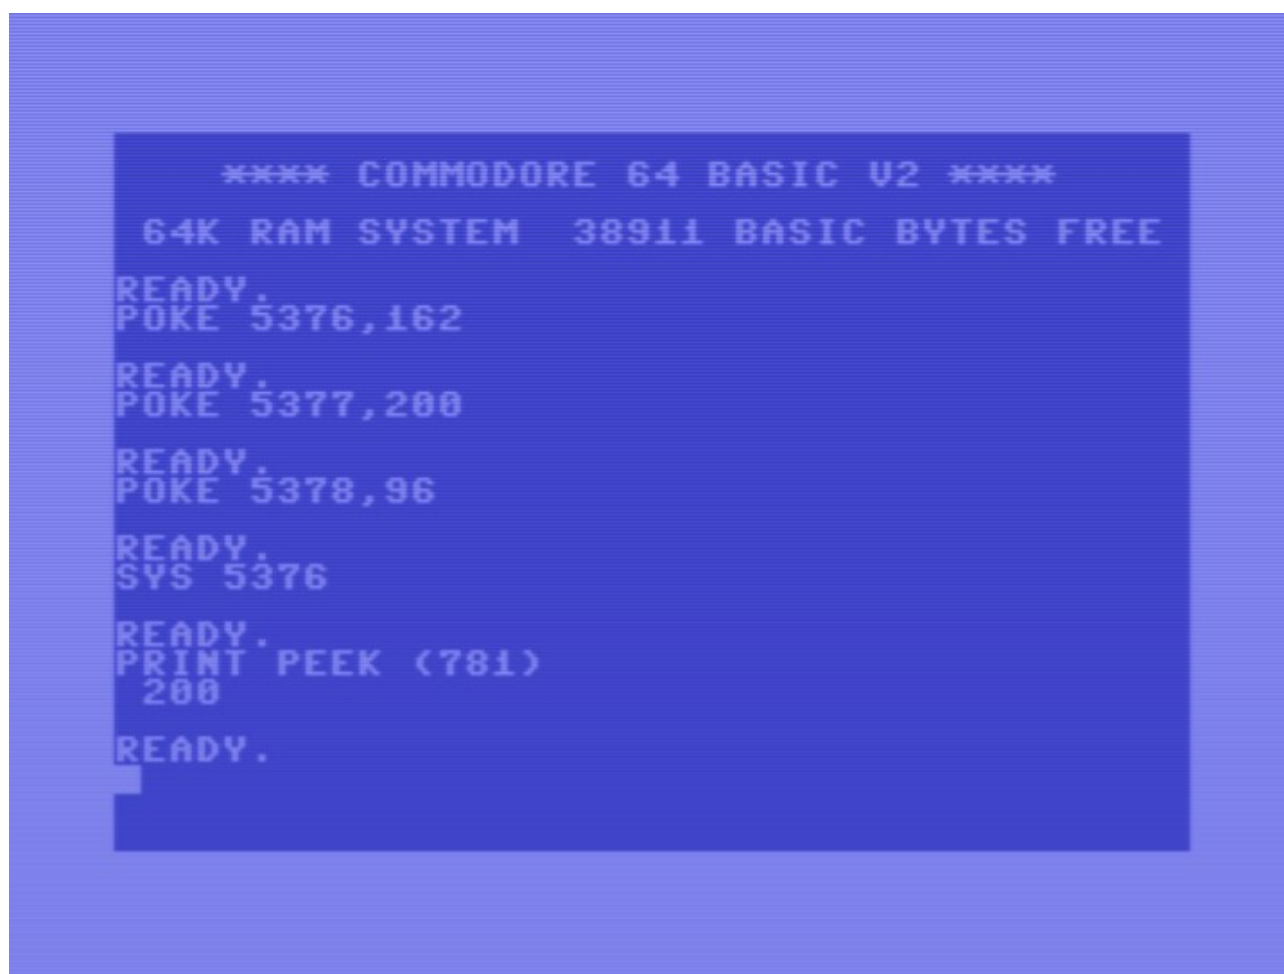 **** COMMODORE 64 BASIC V2 ****
64K RAM SYSTEM  38911 BASIC BYTES FREE
READY.
POKE 5376,162
READY.
POKE 5377,200
READY.
POKE 5378,96
READY.
SYS 5376
READY.
PRINT PEEK (781)
200
READY.